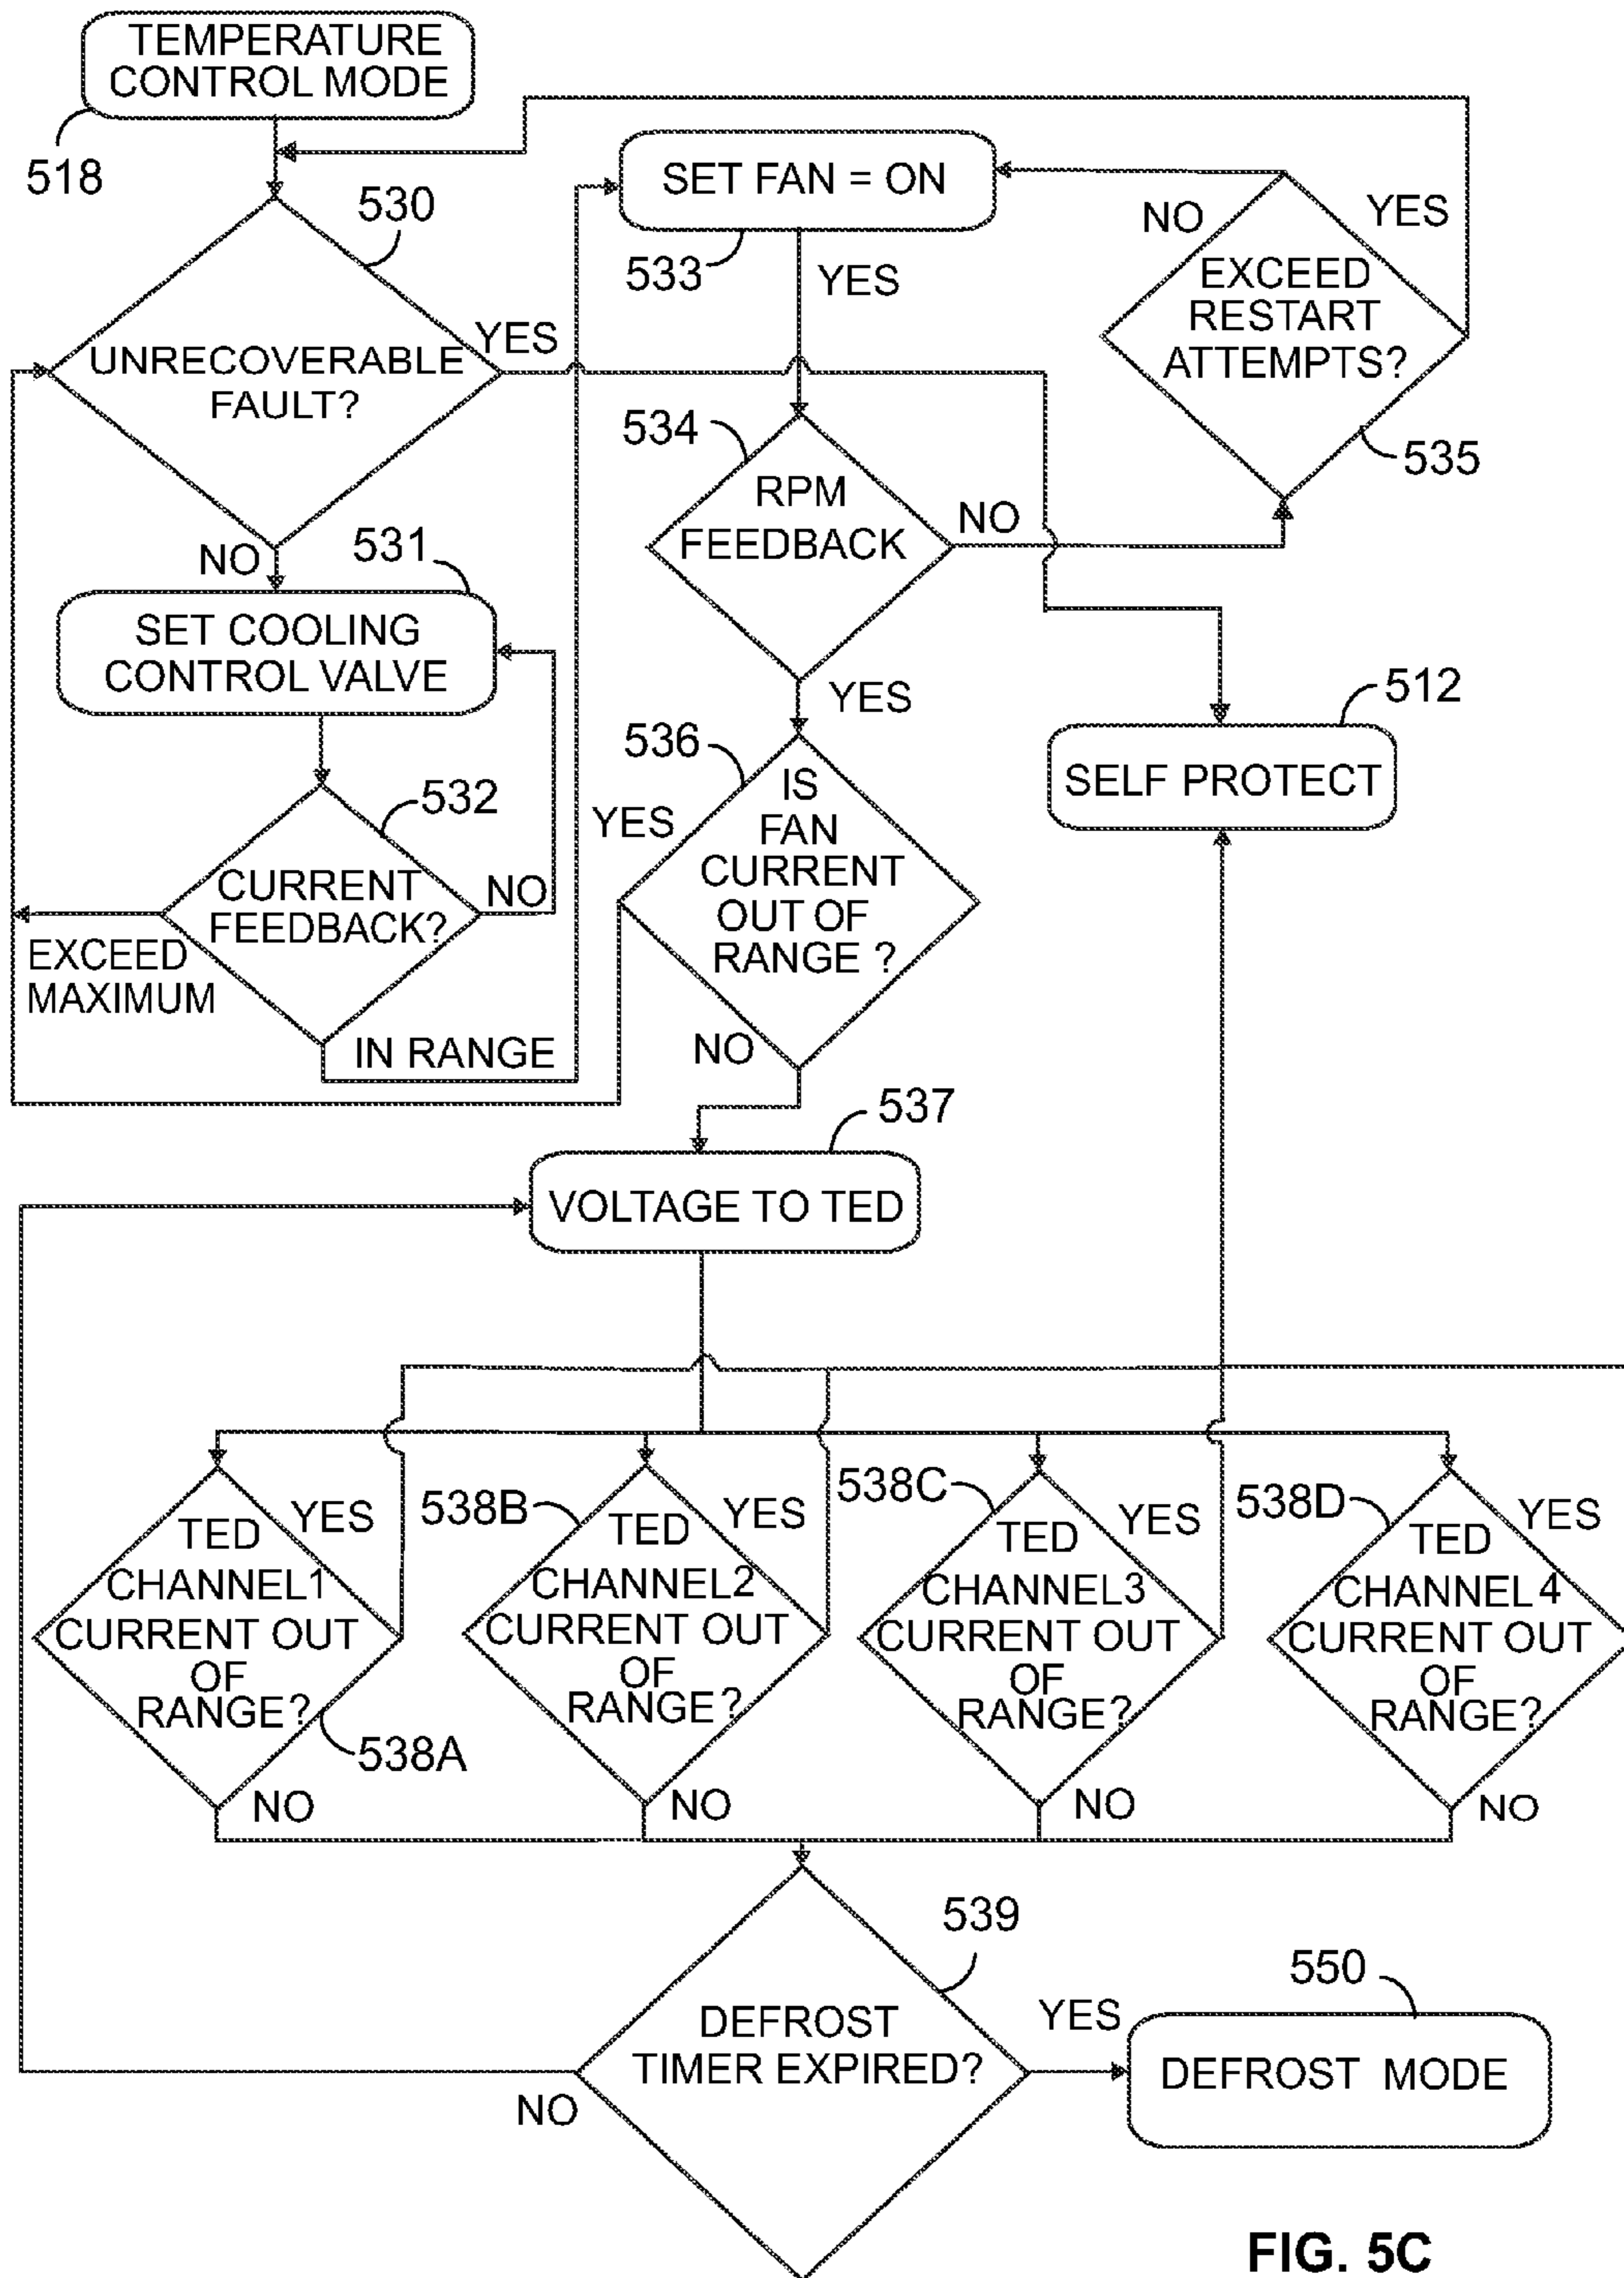 TEMPERATURE
CONTROL MODE
518
530
UNRECOVERABLE
FAULT?
YES
NO
531
SET COOLING
CONTROL VALVE
532
CURRENT
FEEDBACK?
NO
EXCEED
MAXIMUM
IN RANGE
SET FAN = ON
533
YES
534
RPM
FEEDBACK
NO
YES
NO
YES
EXCEED
RESTART
ATTEMPTS?
535
536
IS
FAN
CURRENT
OUT OF
RANGE ?
YES
NO
512
SELF PROTECT
537
VOLTAGE TO TED
TED
CHANNEL1
CURRENT OUT
OF
RANGE?
YES
538A
NO
538B
TED
CHANNEL2
CURRENT OUT
OF
RANGE?
YES
NO
538C
TED
CHANNEL3
CURRENT OUT
OF
RANGE?
YES
NO
538D
TED
CHANNEL 4
CURRENT OUT
OF
RANGE?
YES
NO
539
DEFROST
TIMER EXPIRED?
NO
YES
550
DEFROST MODE
FIG. 5C